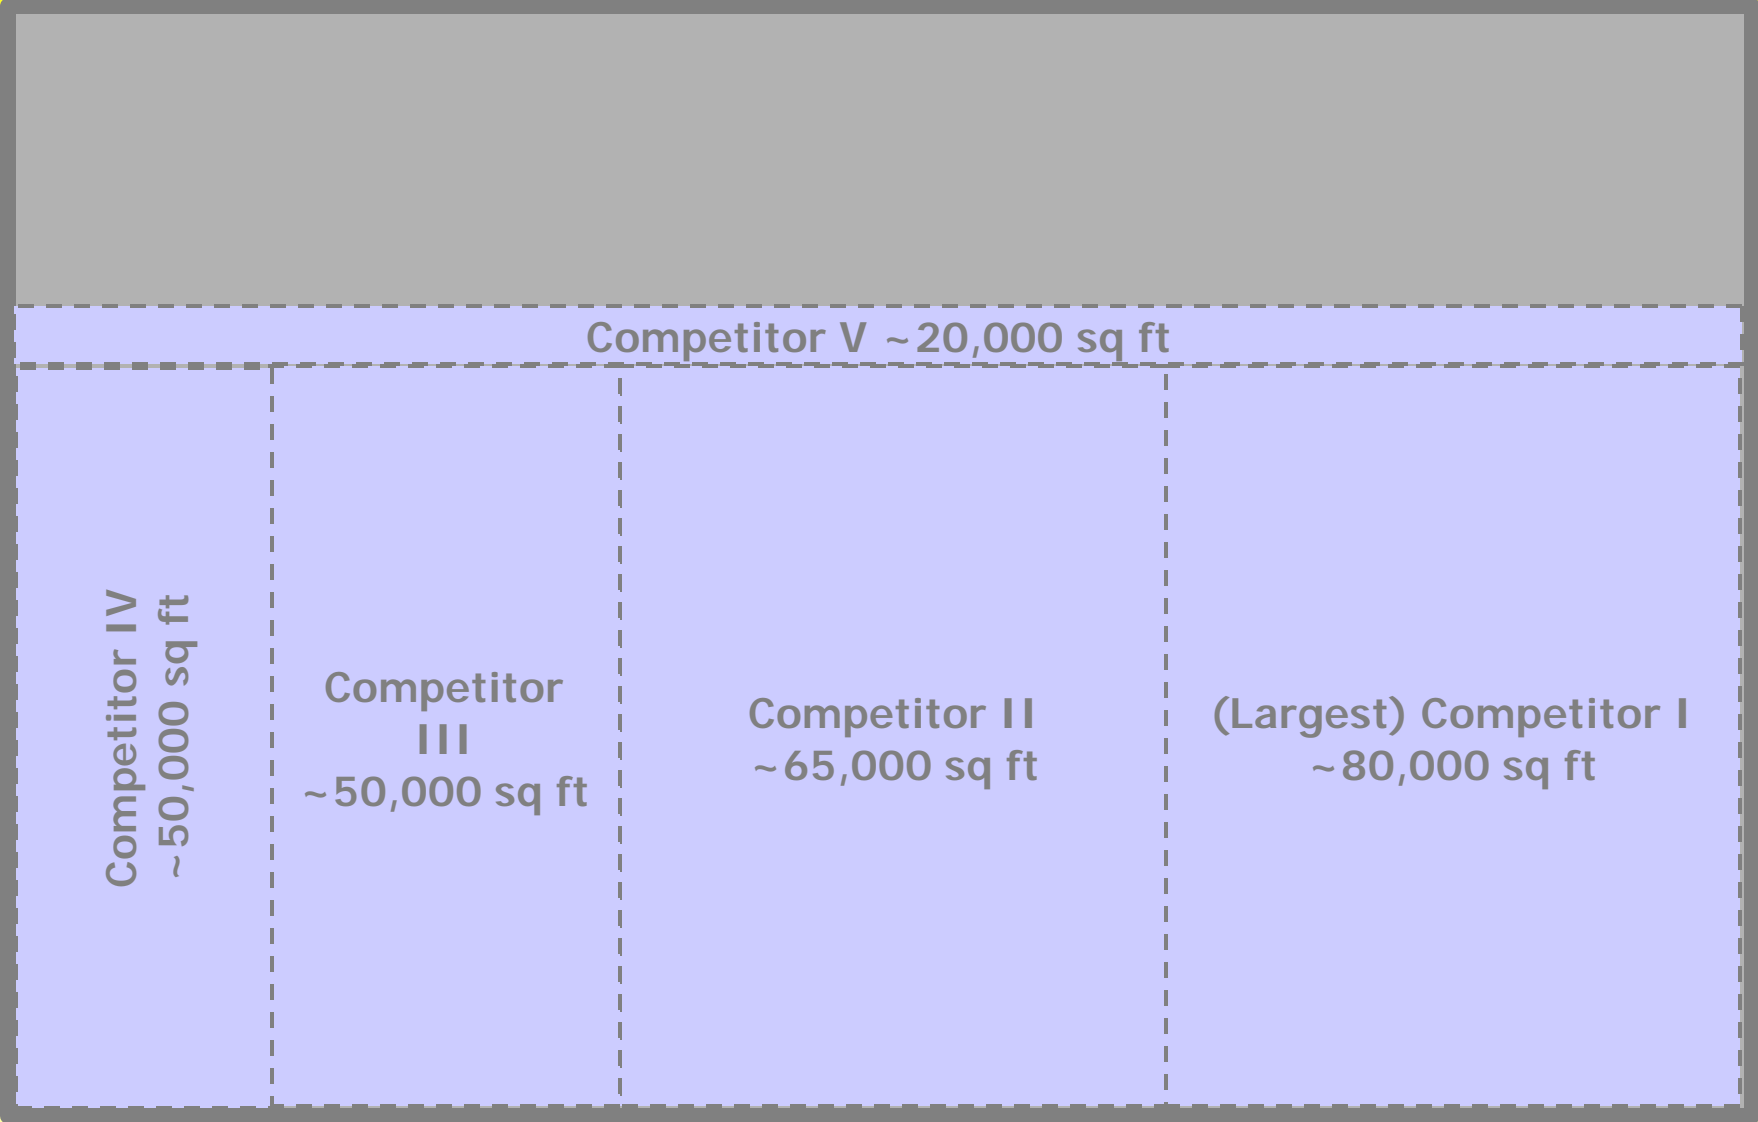 Competitor V ~20,000 sq ft
Competitor IV
~50,000 sq ft
Competitor
III
~50,000 sq ft
Competitor II
~65,000 sq ft
(Largest) Competitor I
~80,000 sq ft